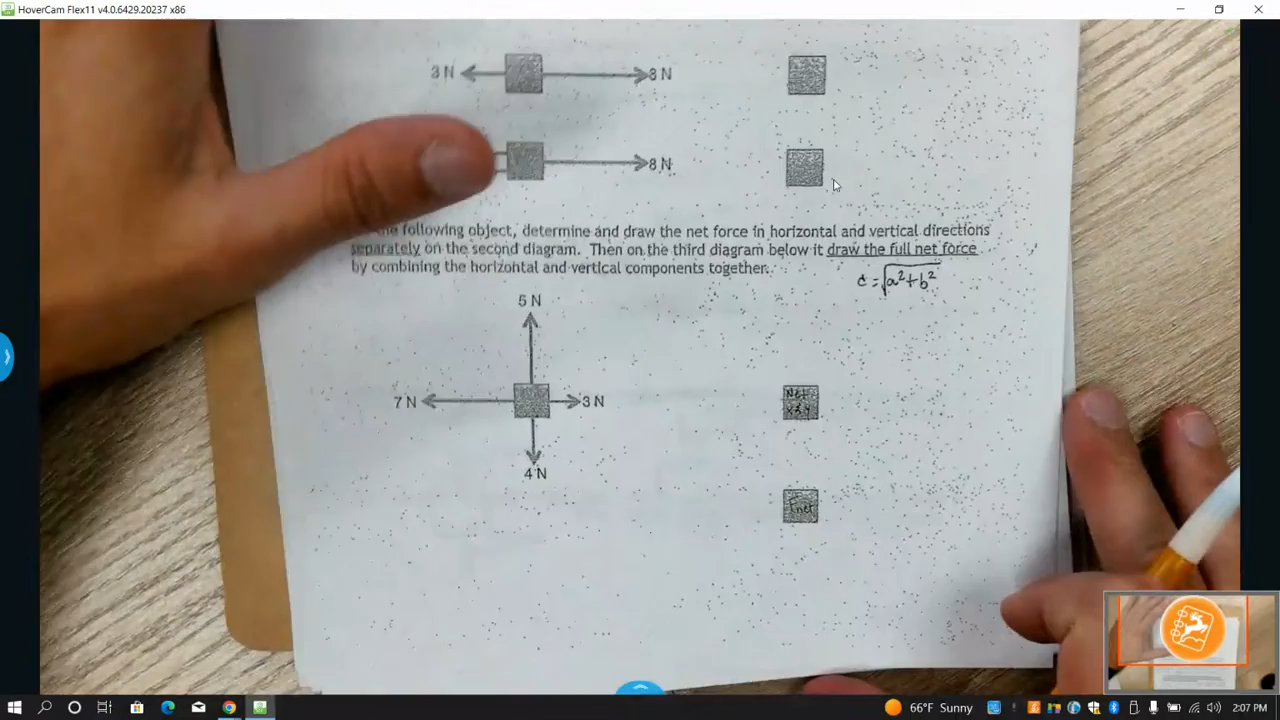 HoverCam Flex11 v4.0.6429.20237 x86
3 N
8 N
8 N
following object, determine and draw the net force in horizontal and vertical directions
separately on the second diagram. Then on the third diagram below it draw the full net force
by combining the horizontal and vertical components together.
c = √a²+b²
5 N
7 N
3 N
4 N
Net
x & y
Fnet
66°F Sunny
2:07 PM